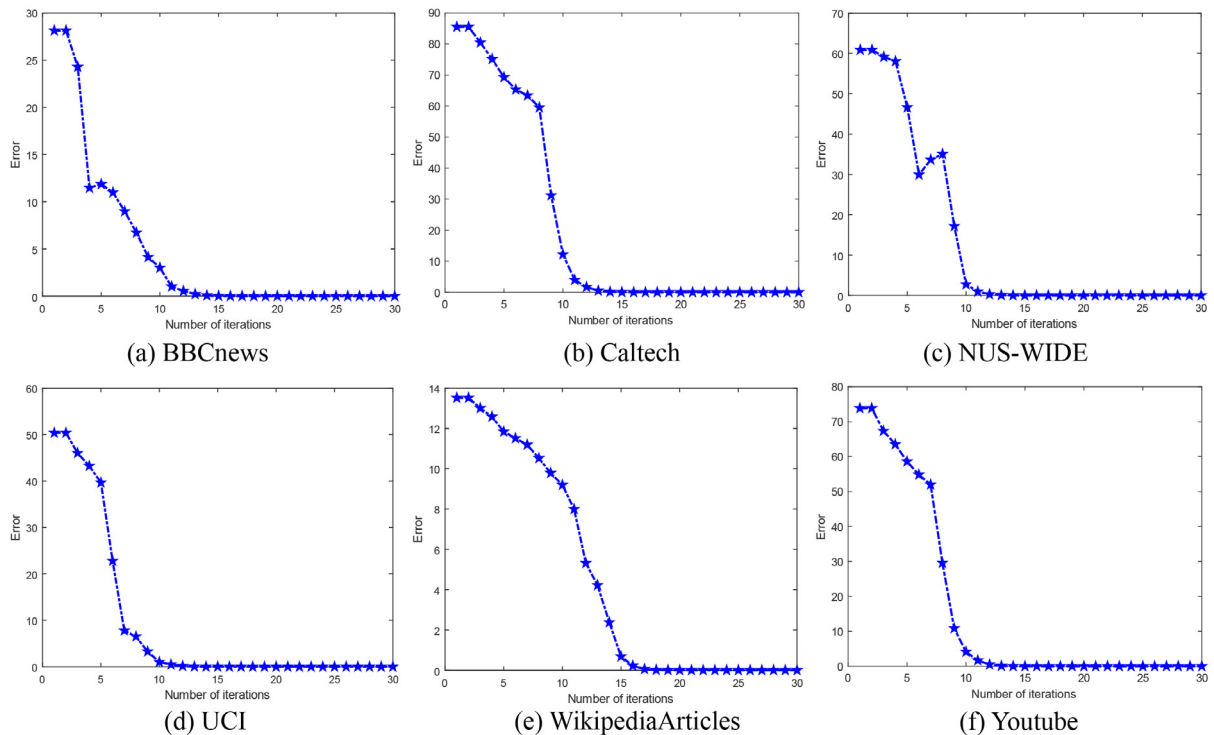 30
25
20
15
10
5
0
Error
0 5 10 15 20 25 30
Number of iterations
(a) BBCnews
90
80
70
60
50
40
30
20
10
0
Error
0 5 10 15 20 25 30
Number of iterations
(b) Caltech
70
60
50
40
30
20
10
0
Error
0 5 10 15 20 25 30
Number of iterations
(c) NUS-WIDE
60
50
40
30
20
10
0
Error
0 5 10 15 20 25 30
Number of iterations
(d) UCI
14
12
10
8
6
4
2
0
Error
0 5 10 15 20 25 30
Number of iterations
(e) WikipediaArticles
80
70
60
50
40
30
20
10
0
Error
0 5 10 15 20 25 30
Number of iterations
(f) Youtube